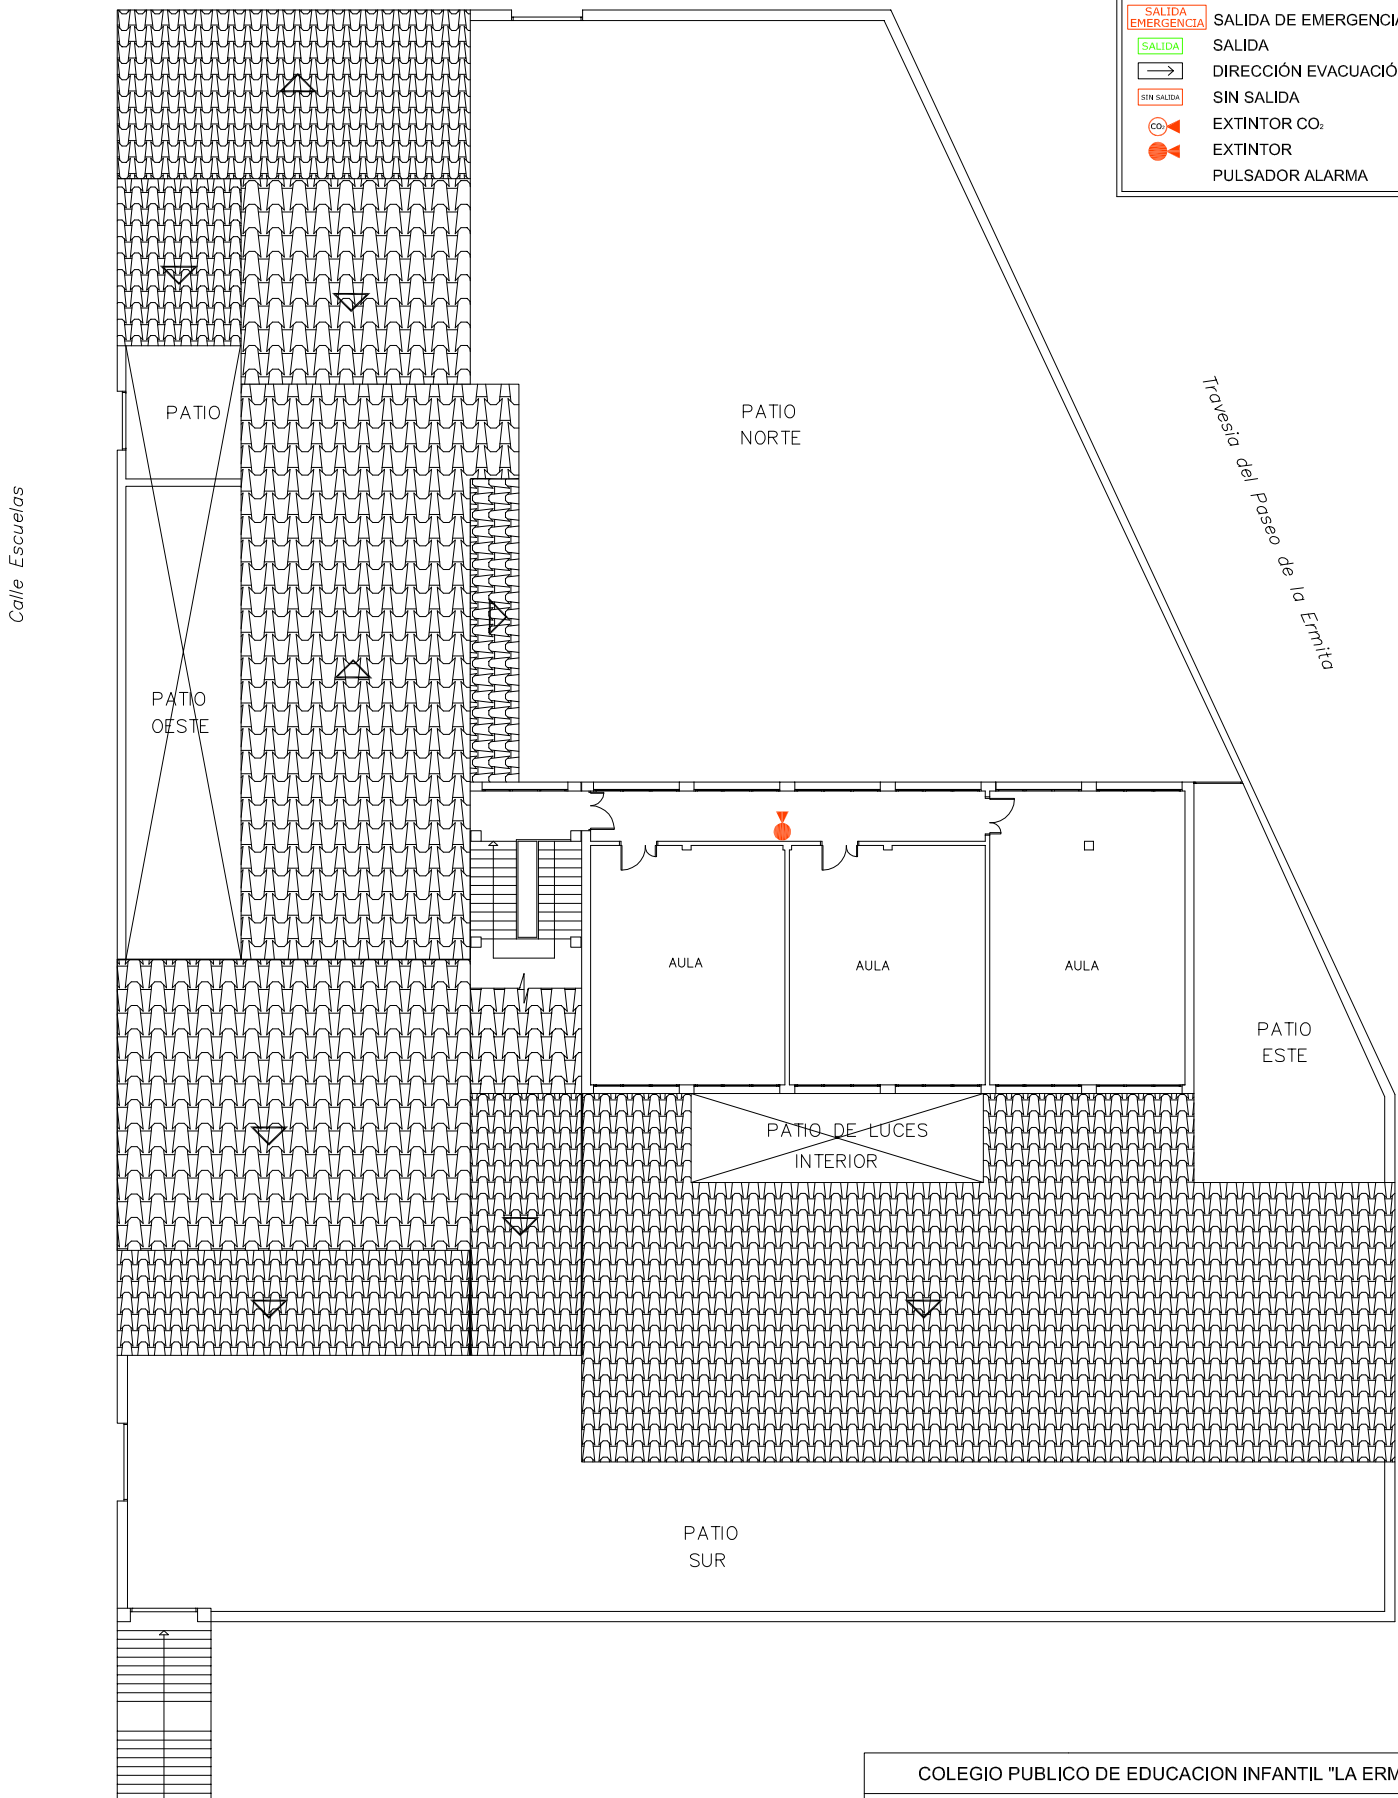 SALIDA
EMERGENCIA
SALIDA DE EMERGENCIA
SALIDA
SALIDA
DIRECCIÓN EVACUACIÓ
SIN SALIDA
SIN SALIDA
CO₂
EXTINTOR CO₂
EXTINTOR
PULSADOR ALARMA
PATIO
PATIO
NORTE
Travesia del Paseo de la Ermita
Calle Escuelas
PATIO
OESTE
AULA
AULA
AULA
PATIO
ESTE
PATIO DE LUCES
INTERIOR
PATIO
SUR
COLEGIO PUBLICO DE EDUCACION INFANTIL "LA ERM